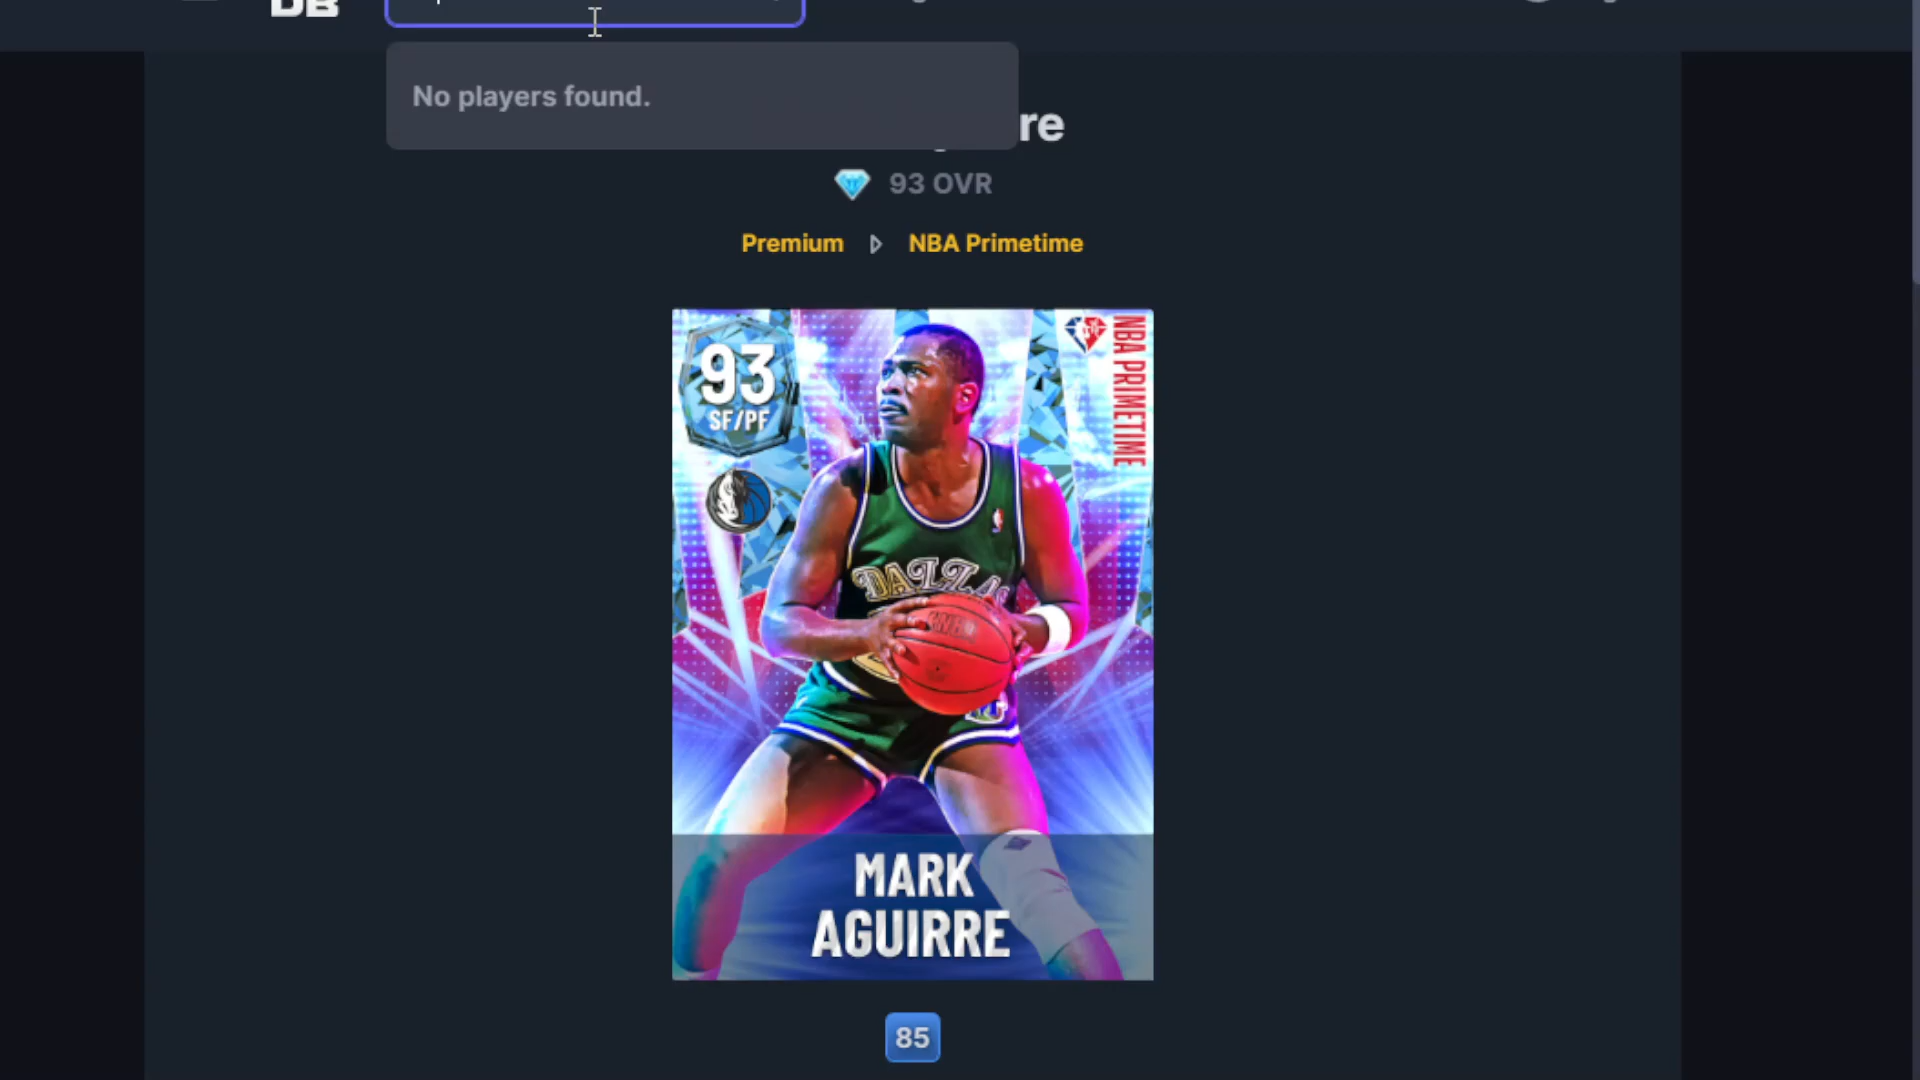 DB
No players found.
re
93 OVR
Premium NBA Primetime
93
SF/PF
NBA PRIMETIME
DALLAS
MARK
AGUIRRE
85